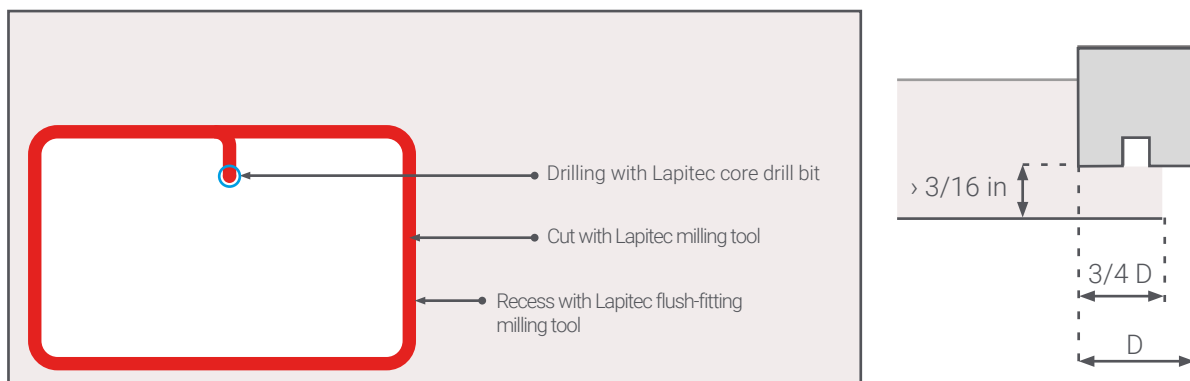 Drilling with Lapitec core drill bit
Cut with Lapitec milling tool
Recess with Lapitec flush-fitting
milling tool
› 3/16 in
3/4 D
D